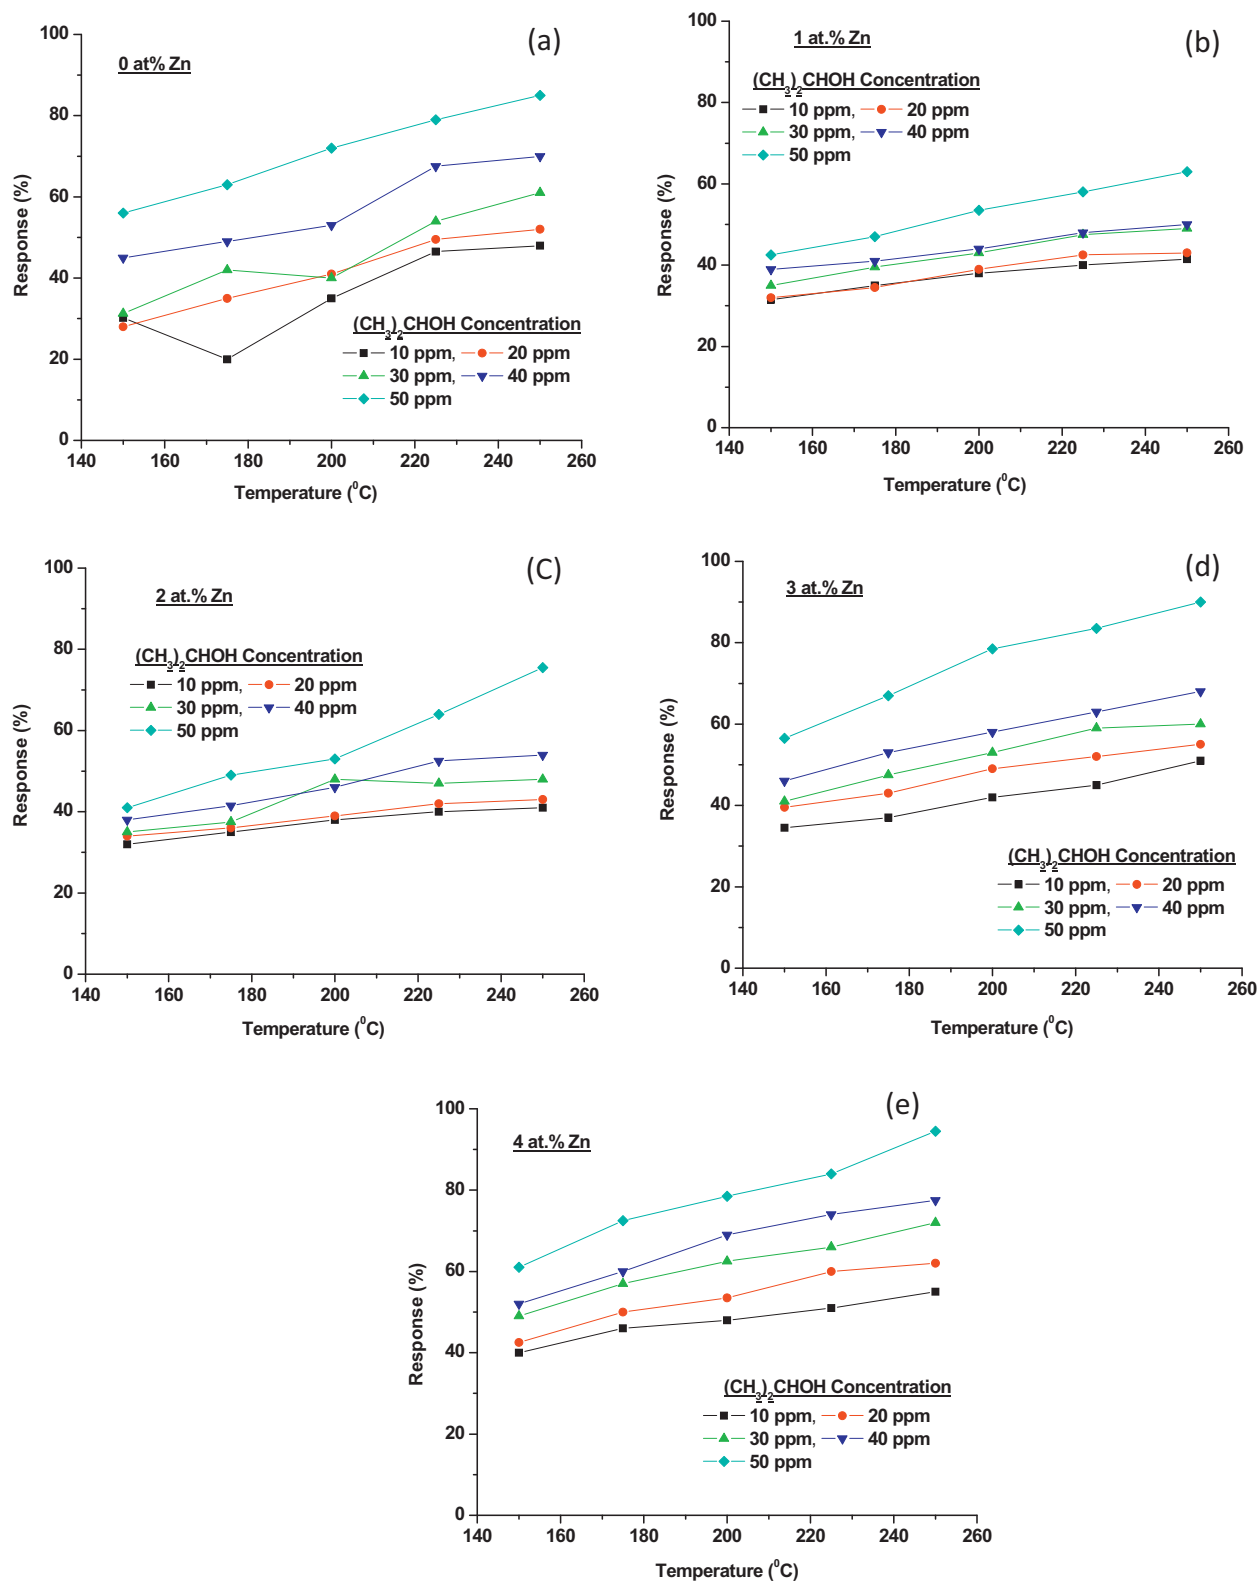 (a)
0 at% Zn
100
80
60
40
20
0
Response (%)
(CH3)2CHOH Concentration
10 ppm, 20 ppm
30 ppm, 40 ppm
50 ppm
140 160 180 200 220 240 260
Temperature (⁰C)
(b)
1 at.% Zn
100
80
60
40
20
0
Response (%)
(CH3)2CHOH Concentration
10 ppm, 20 ppm
30 ppm, 40 ppm
50 ppm
140 160 180 200 220 240 260
Temperature (⁰C)
(C)
2 at.% Zn
100
80
60
40
20
0
Response (%)
(CH3)2CHOH Concentration
10 ppm, 20 ppm
30 ppm, 40 ppm
50 ppm
140 160 180 200 220 240 260
Temperature (⁰C)
(d)
3 at.% Zn
100
80
60
40
20
0
Response (%)
(CH3)2CHOH Concentration
10 ppm, 20 ppm
30 ppm, 40 ppm
50 ppm
140 160 180 200 220 240 260
Temperature (⁰C)
(e)
4 at.% Zn
100
80
60
40
20
0
Response (%)
(CH3)2CHOH Concentration
10 ppm, 20 ppm
30 ppm, 40 ppm
50 ppm
140 160 180 200 220 240 260
Temperature (⁰C)